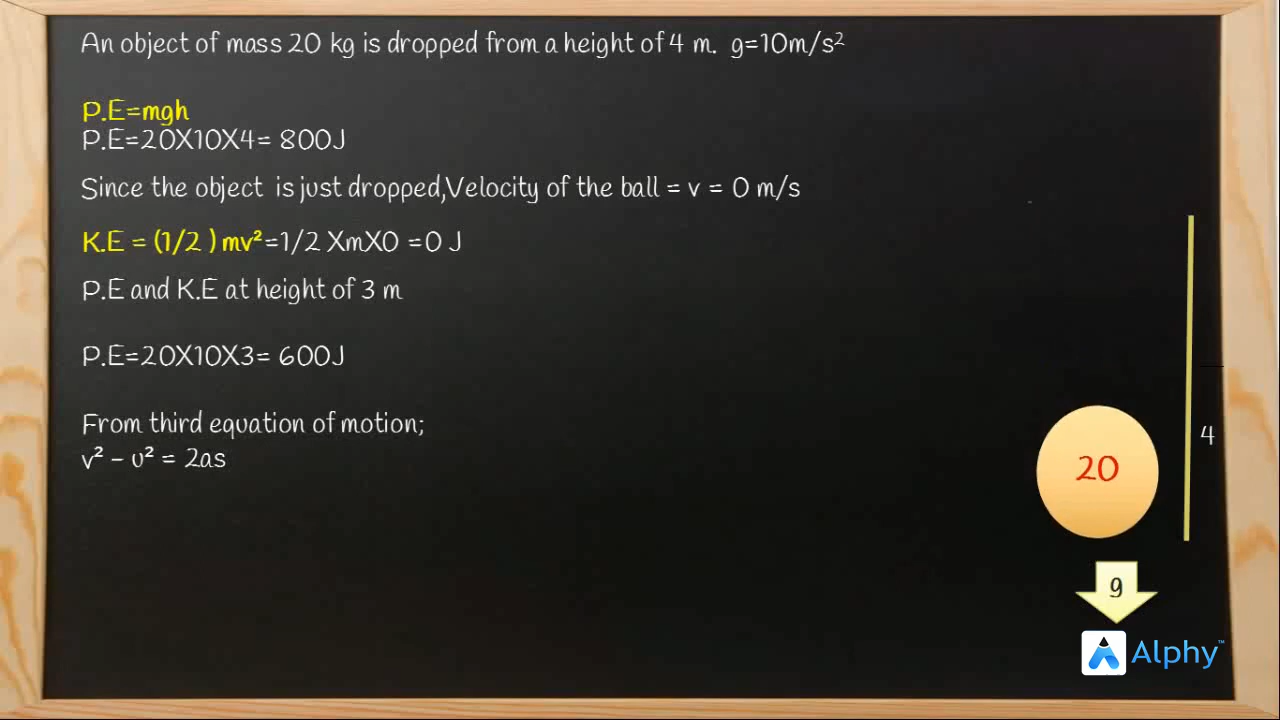 An object of mass 20 kg is dropped from a height of 4 m. g=10m/s²
P.E=mgh
P.E=20X10X4= 800J
Since the object is just dropped,Velocity of the ball = v = 0 m/s
K.E = (1/2 ) mv²=1/2 XmX0 =0 J
P.E and K.E at height of 3 m
P.E=20X10X3= 600J
From third equation of motion;
v² – u² = 2as
4
20
g
Alphy™